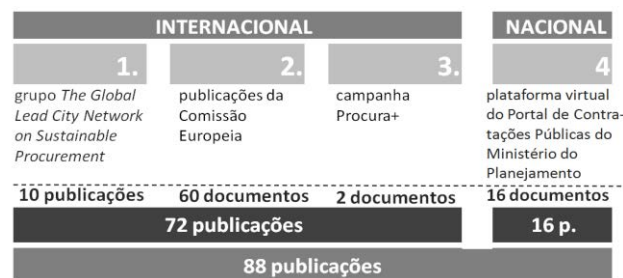 INTERNACIONAL
NACIONAL
1.
2.
3.
4
grupo The Global
Lead City Network
on Sustainable
Procurement
publicações da
Comissão
Europeia
campanha
Procura+
plataforma virtual
do Portal de Contra-
tações Públicas do
Ministério do
Planejamento
10 publicações
60 documentos
2 documentos
16 documentos
72 publicações
16 p.
88 publicações